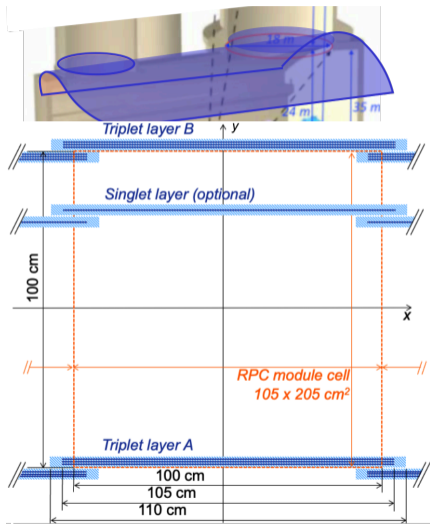 18 m
24 m
35 m
Triplet layer B
y
Singlet layer (optional)
100 cm
x
RPC module cell
105 x 205 cm²
Triplet layer A
100 cm
105 cm
110 cm